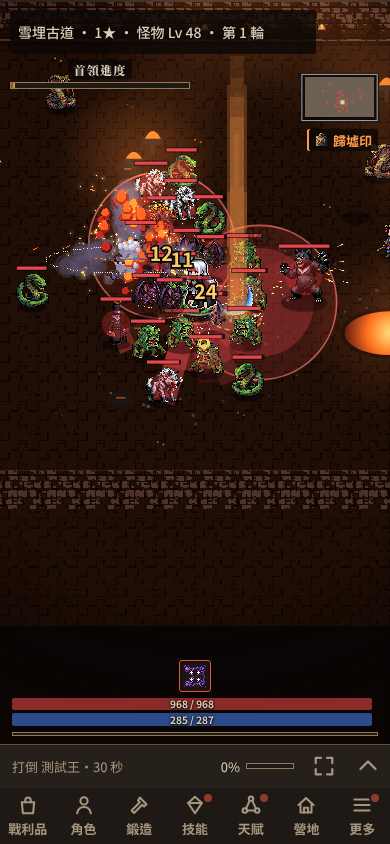 雪埋古道 · 1★ · 怪物 Lv 48 · 第 1 輪
首領進度
歸墟印
12
11
24
968 / 968
285 / 287
打倒 測試王·30 秒
0%
戰利品 角色 鍛造 技能 天賦 營地 更多